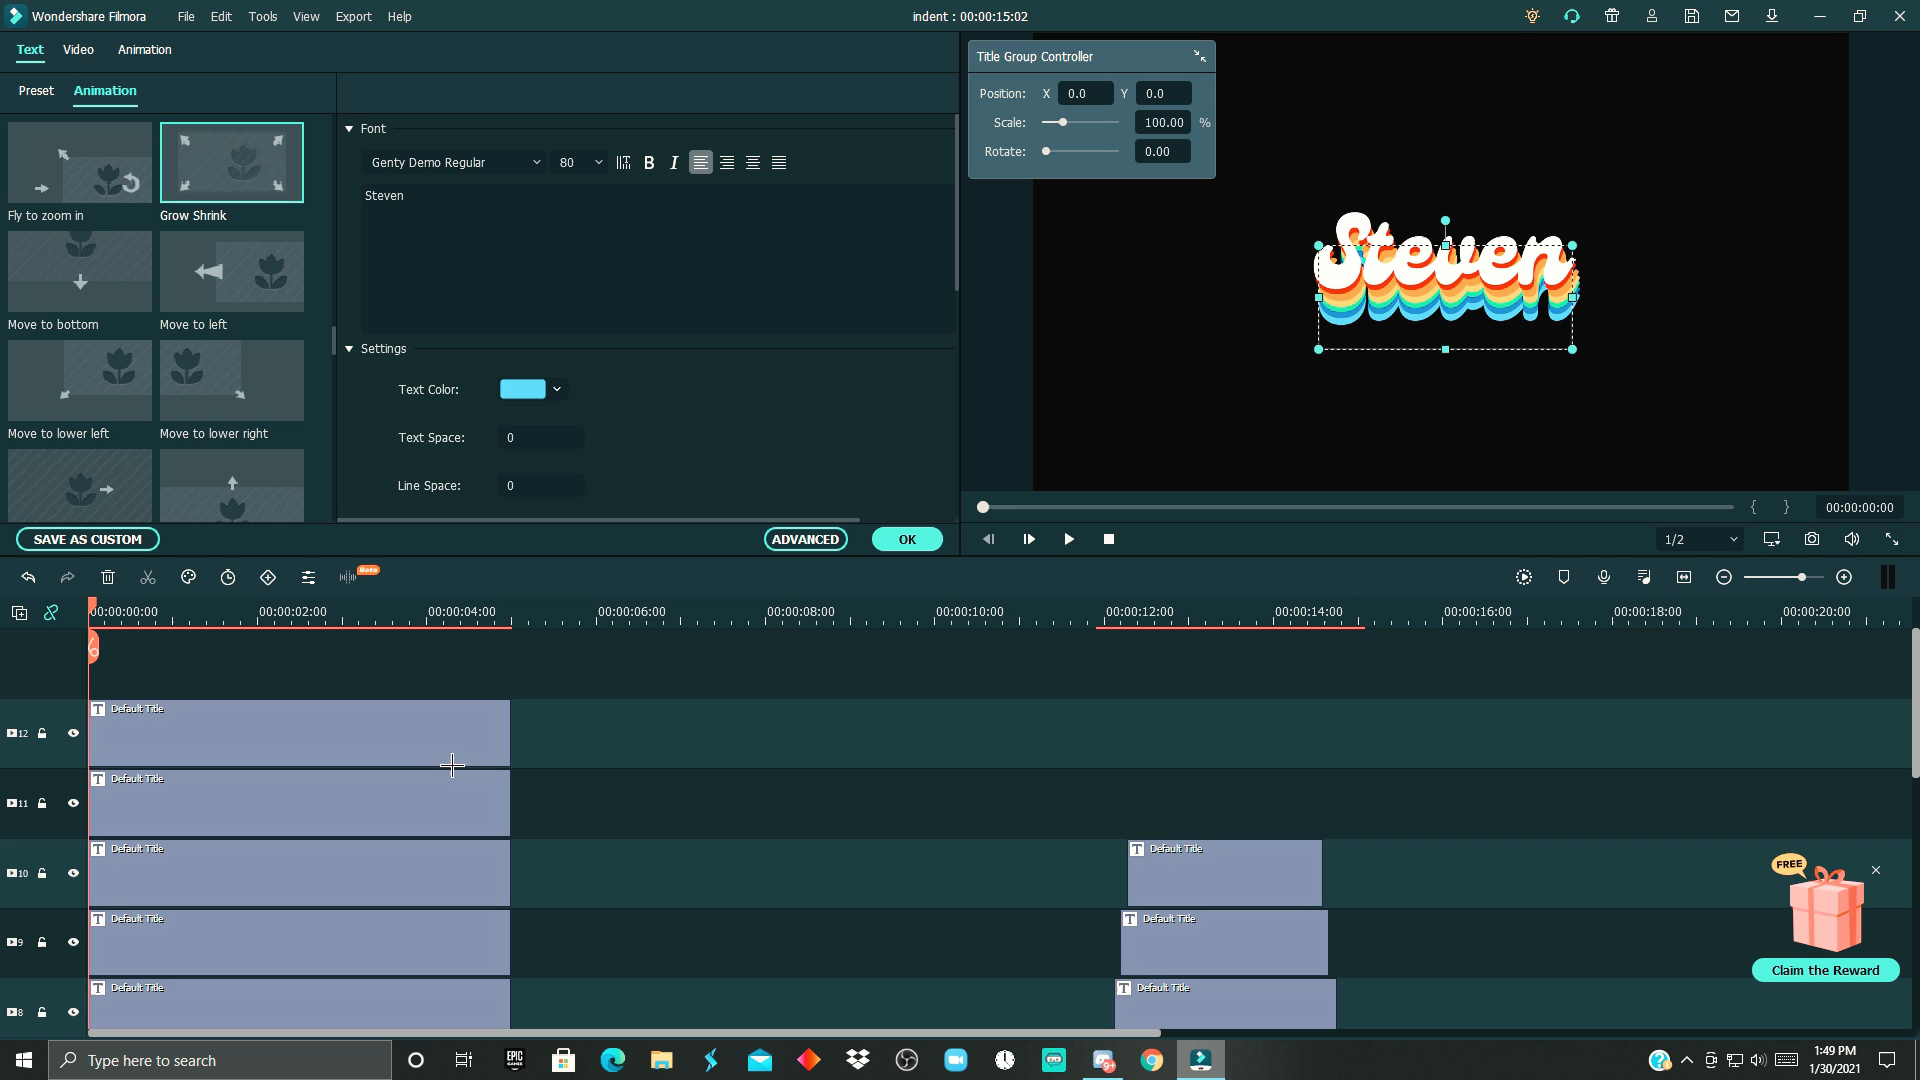 Wondershare Filmora File Edit Tools View Export Help indent : 00:00:15:02
Text Video Animation
Preset Animation
Fly to zoom in Grow Shrink
Move to bottom Move to left
Move to lower left Move to lower right
Font
Genty Demo Regular 80 B I
Steven
Settings
Text Color:
Text Space: 0
Line Space: 0
SAVE AS CUSTOM ADVANCED OK
Title Group Controller
Position: X 0.0 Y 0.0
Scale: 100.00 %
Rotate: 0.00
Steven
{ } 00:00:00:00
1/2
Beta
00:00:00:00 00:00:02:00 00:00:04:00 00:00:06:00 00:00:08:00 00:00:10:00 00:00:12:00 00:00:14:00 00:00:16:00 00:00:18:00 00:00:20:00
12 T Default Title
11 T Default Title
10 T Default Title T Default Title
9 T Default Title T Default Title
8 T Default Title T Default Title
FREE
Claim the Reward
Type here to search
EPIC GAMES
9+
1:49 PM
1/30/2021